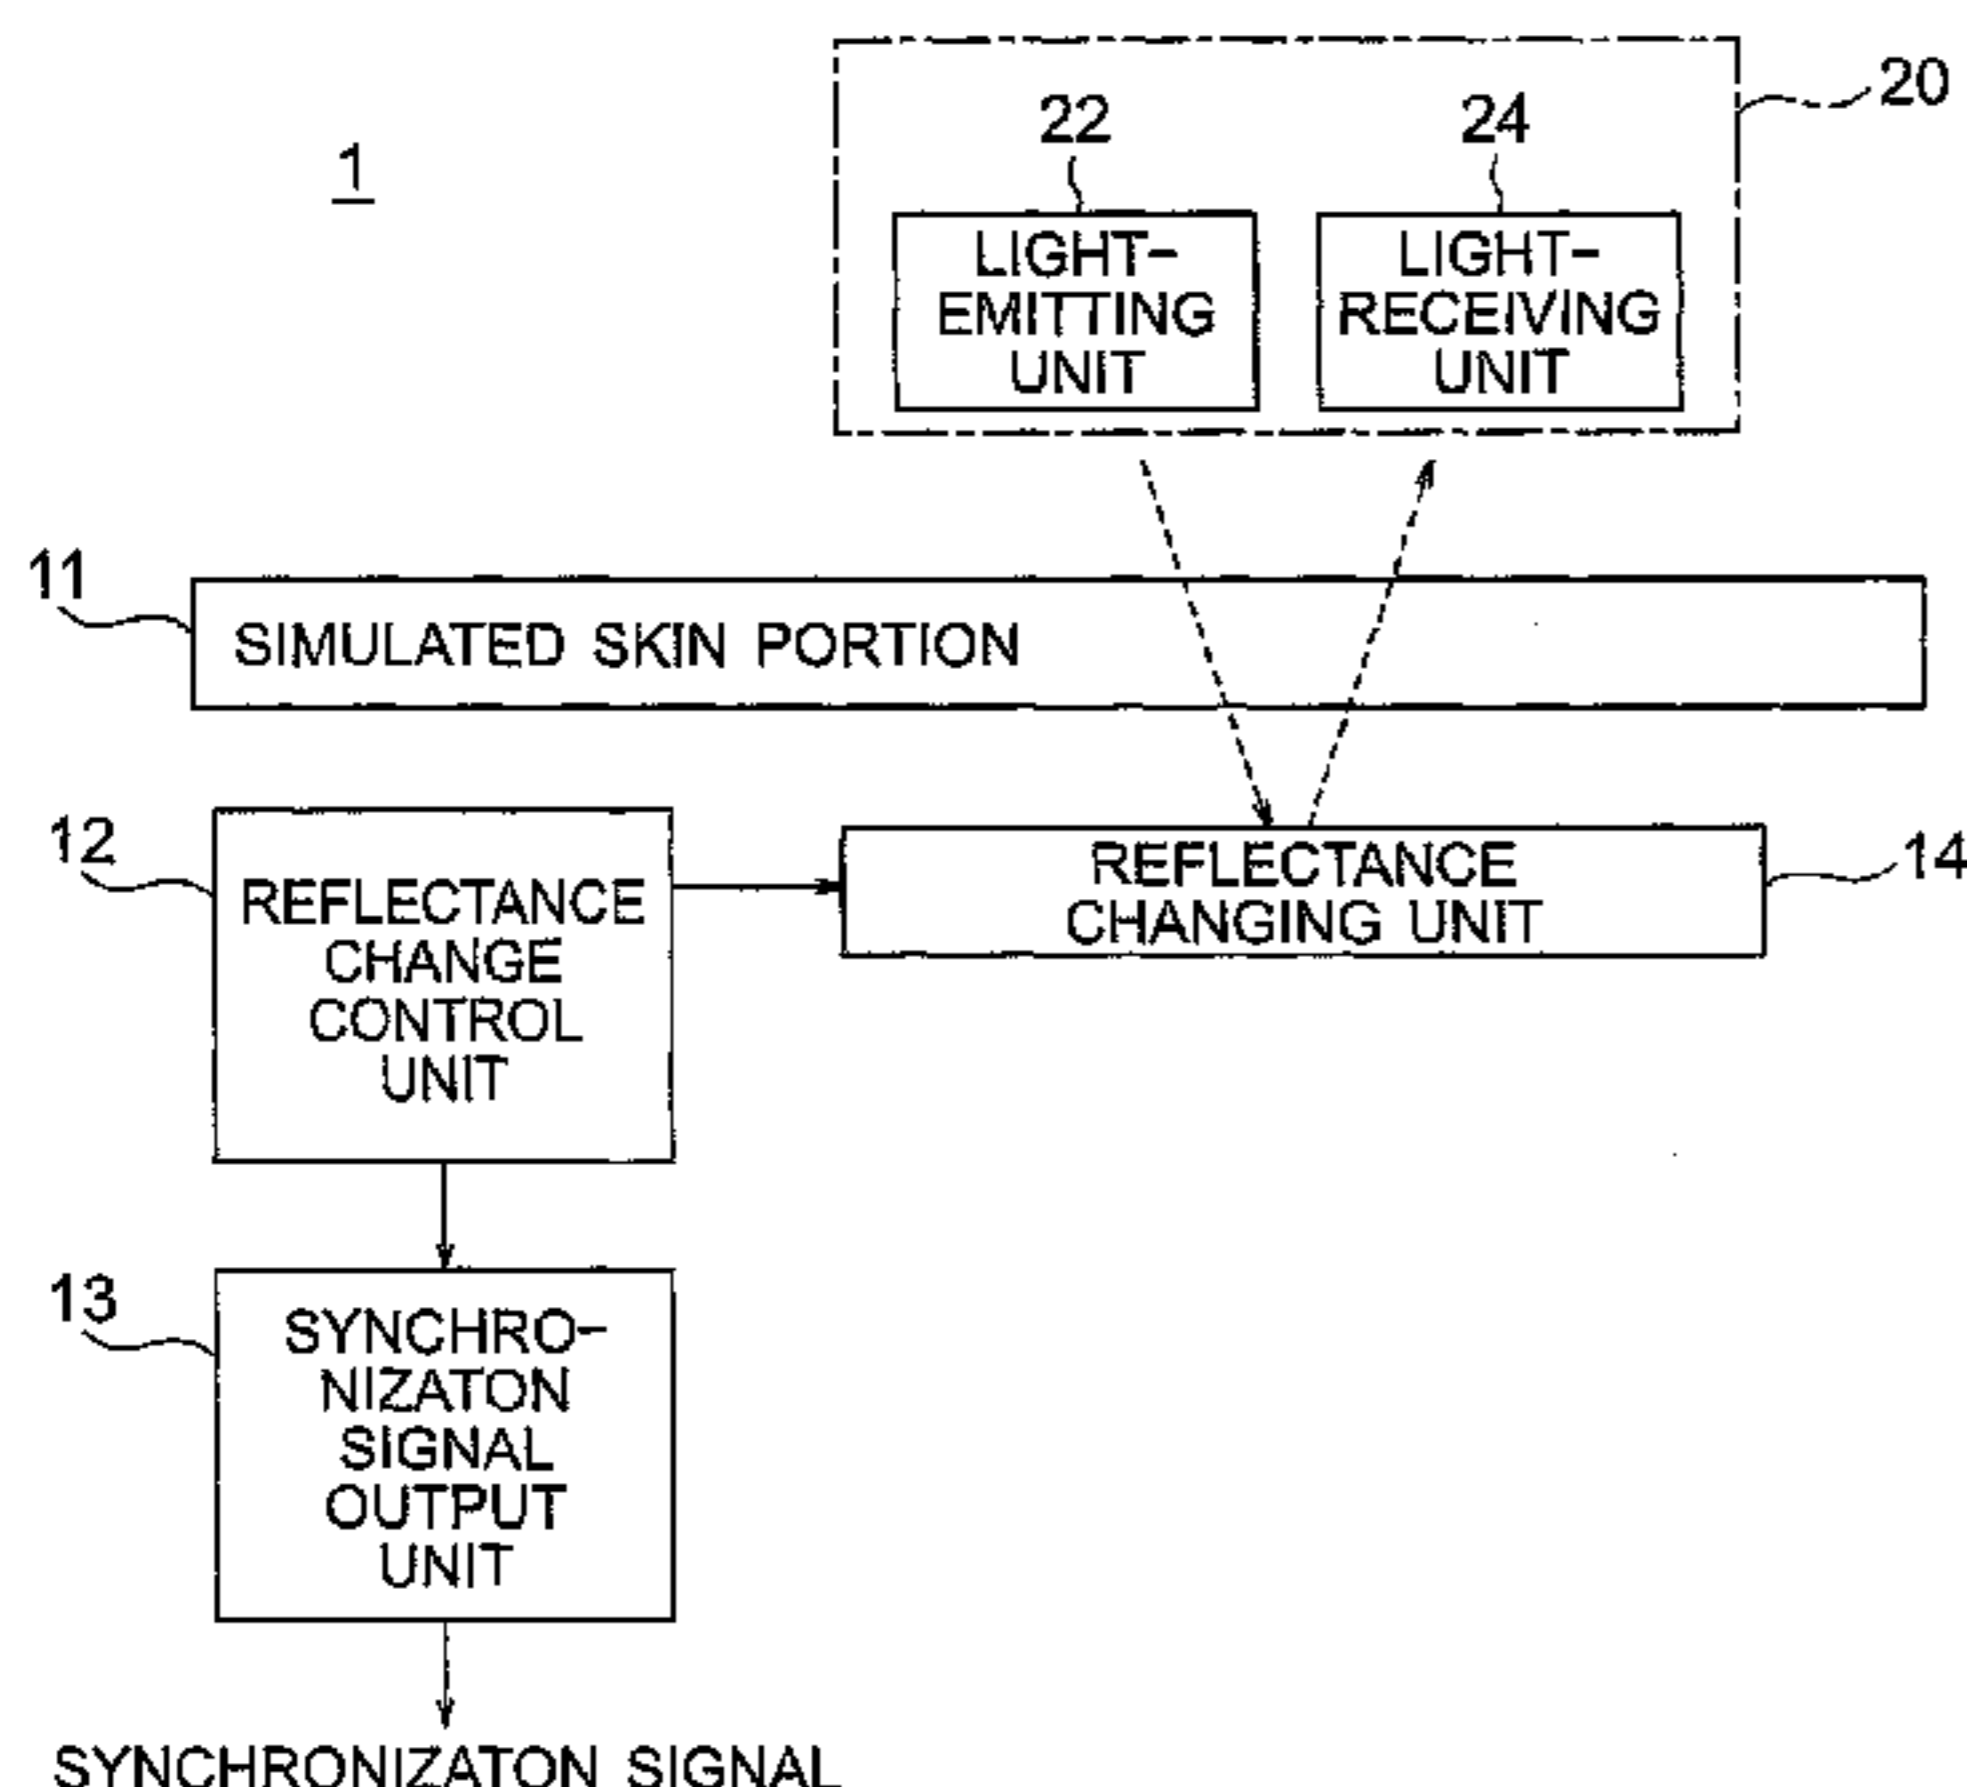 20
22
24
1
LIGHT-
EMITTING
UNIT
LIGHT-
RECEIVING
UNIT
11
SIMULATED SKIN PORTION
12
REFLECTANCE
CHANGE
CONTROL
UNIT
REFLECTANCE
CHANGING UNIT
14
13
SYNCHRO-
NIZATON
SIGNAL
OUTPUT
UNIT
SYNCHRONIZATON SIGNAL